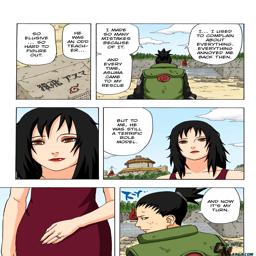 I... I USED
TO COMPLAIN
ABOUT
EVERYTHING.
EVERYTHING
ANNOYED ME
BACK THEN.
I MADE
SO MANY
MISTAKES
BECAUSE
OF IT.
AND
EVERY
TIME,
ASUMA
CAME TO
MY RESCUE
HE
WAS AN
ODD
TEACH-
ER...
SO
ELUSIVE
SO
HARD TO
FIGURE
OUT.
BUT TO
ME, HE
WAS STILL
A TERRIFIC
ROLE
MODEL.
AND NOW
IT'S MY
TURN.